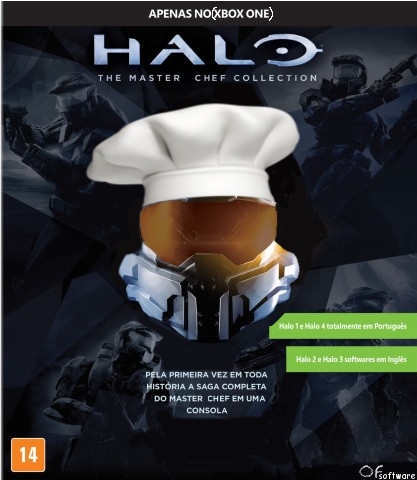 APENAS NO(XBOX ONE)
HALO
THE MASTER CHEF COLLECTION
Halo 1 e Halo 4 totalmente em Português
Halo 2 e Halo 3 softwares em Inglês
PELA PRIMEIRA VEZ EM TODA
HISTÓRIA A SAGA COMPLETA
DO MASTER CHEF EM UMA
CONSOLA
14
OFsoftware